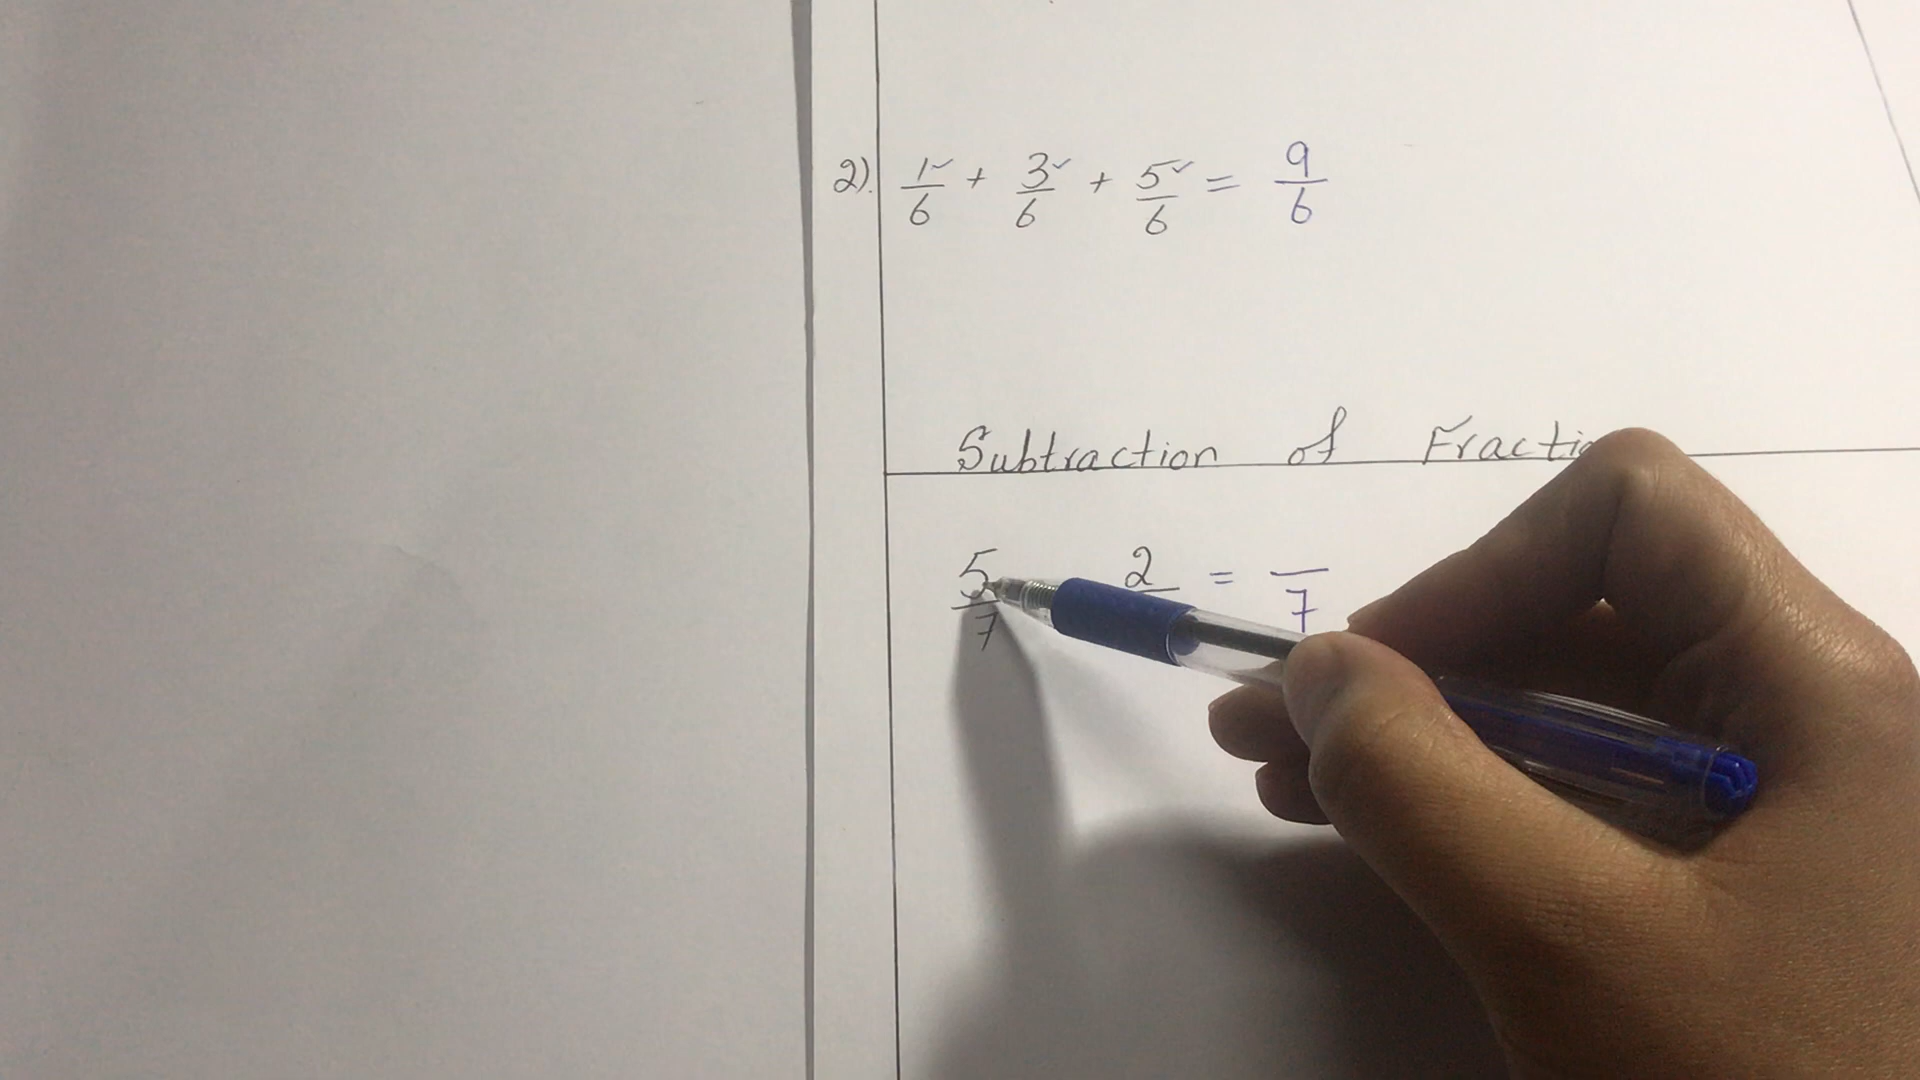 2). 1/6 + 3/6 + 5/6 = 9/6
Subtraction of
5/7 2 = /7